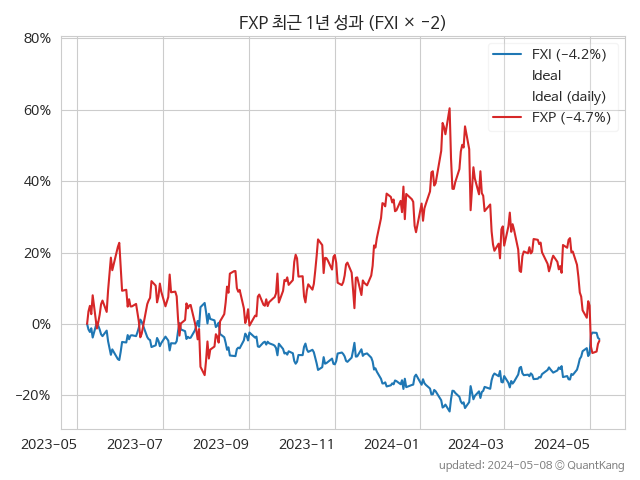 FXP 최근 1년 성과 (FXI × −2)
80%
60%
40%
20%
0%
−20%
FXI (−4.2%)
Ideal
Ideal (daily)
FXP (−4.7%)
2023−05 2023−07 2023−09 2023−11 2024−01 2024−03 2024−05
updated: 2024-05-08 © QuantKang